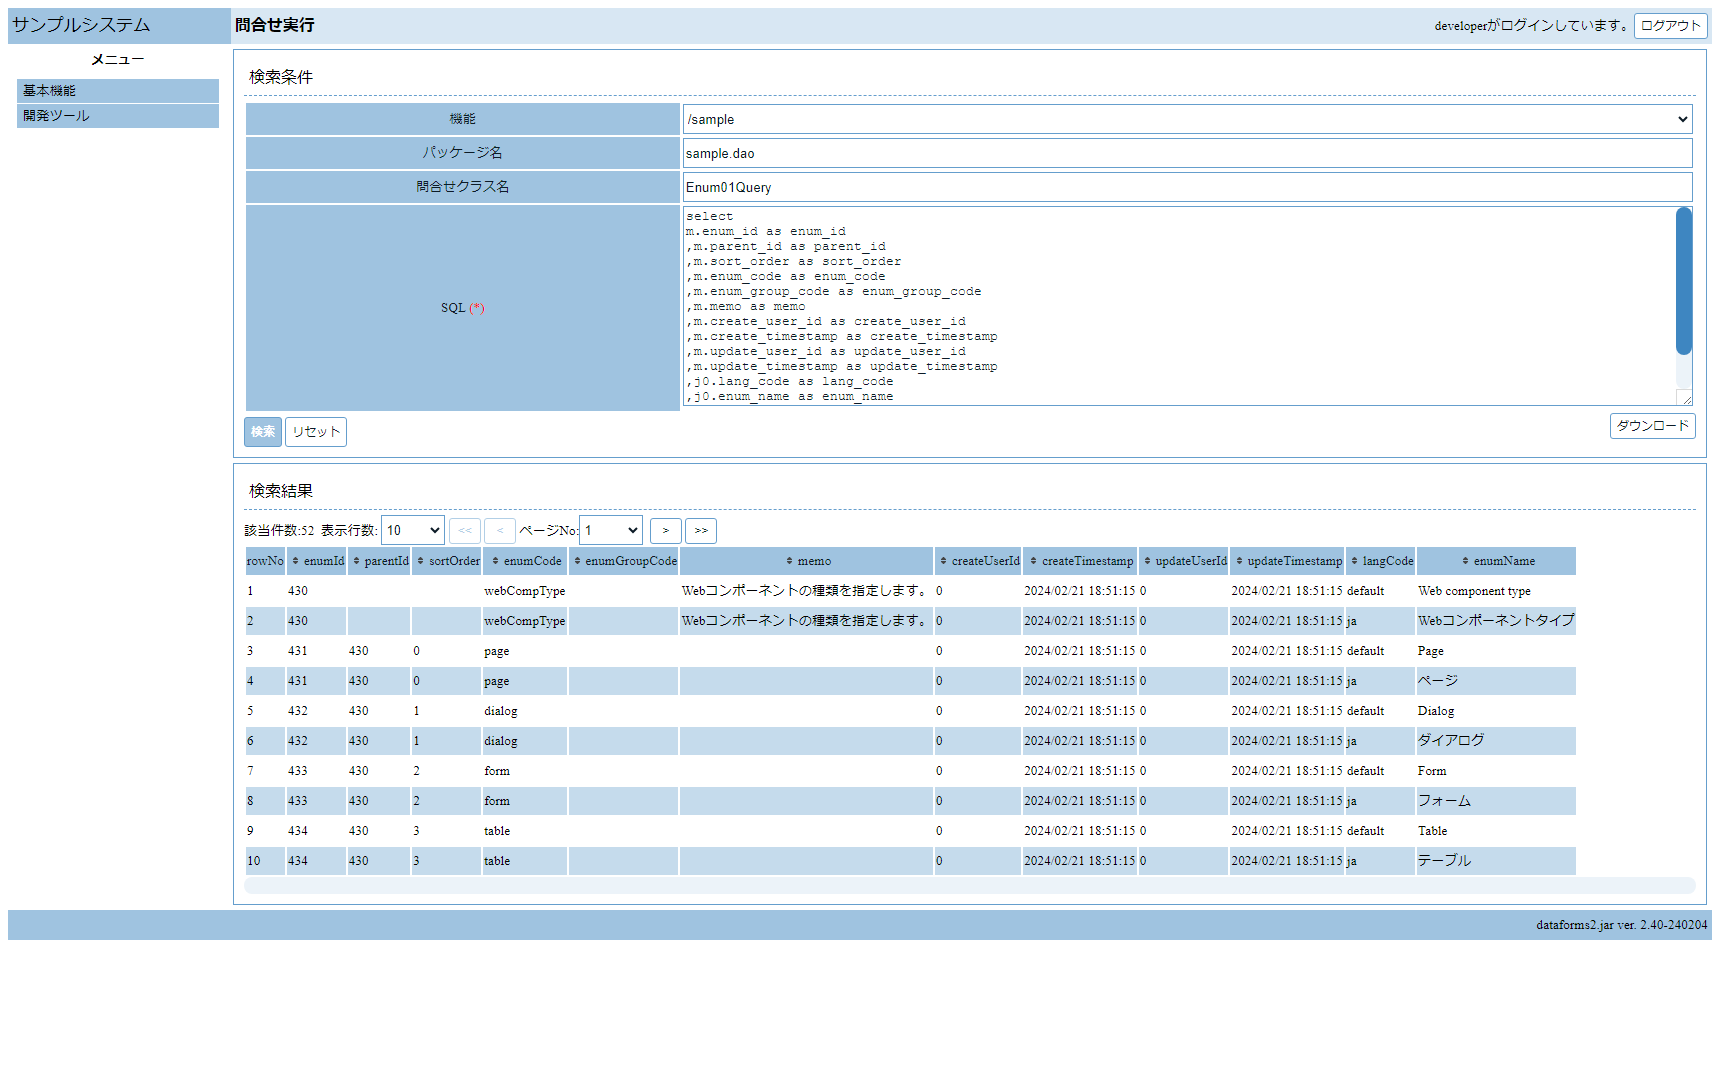 サンプルシステム
問合せ実行
developerがログインしています。 ログアウト
メニュー
基本機能
開発ツール
検索条件
機能 /sample
パッケージ名 sample.dao
問合せクラス名 Enum01Query
SQL (*)
select
m.enum_id as enum_id
,m.parent_id as parent_id
,m.sort_order as sort_order
,m.enum_code as enum_code
,m.enum_group_code as enum_group_code
,m.memo as memo
,m.create_user_id as create_user_id
,m.create_timestamp as create_timestamp
,m.update_user_id as update_user_id
,m.update_timestamp as update_timestamp
,j0.lang_code as lang_code
,j0.enum_name as enum_name
検索 リセット ダウンロード
検索結果
該当件数:52 表示行数: 10 << < ページNo: 1 > >>
rowNo enumId parentId sortOrder enumCode enumGroupCode memo createUserId createTimestamp updateUserId updateTimestamp langCode enumName
1 430 webCompType Webコンポーネントの種類を指定します。 0 2024/02/21 18:51:15 0 2024/02/21 18:51:15 default Web component type
2 430 webCompType Webコンポーネントの種類を指定します。 0 2024/02/21 18:51:15 0 2024/02/21 18:51:15 ja Webコンポーネントタイプ
3 431 430 0 page 0 2024/02/21 18:51:15 0 2024/02/21 18:51:15 default Page
4 431 430 0 page 0 2024/02/21 18:51:15 0 2024/02/21 18:51:15 ja ページ
5 432 430 1 dialog 0 2024/02/21 18:51:15 0 2024/02/21 18:51:15 default Dialog
6 432 430 1 dialog 0 2024/02/21 18:51:15 0 2024/02/21 18:51:15 ja ダイアログ
7 433 430 2 form 0 2024/02/21 18:51:15 0 2024/02/21 18:51:15 default Form
8 433 430 2 form 0 2024/02/21 18:51:15 0 2024/02/21 18:51:15 ja フォーム
9 434 430 3 table 0 2024/02/21 18:51:15 0 2024/02/21 18:51:15 default Table
10 434 430 3 table 0 2024/02/21 18:51:15 0 2024/02/21 18:51:15 ja テーブル
dataforms2.jar ver. 2.40-240204